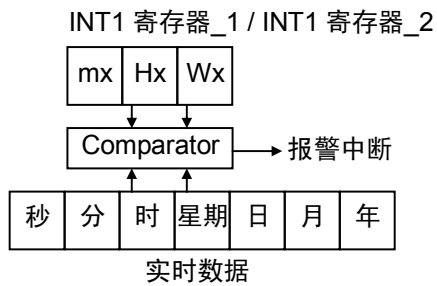 INT1 寄存器_1 / INT1 寄存器_2
mx Hx Wx
Comparator
报警中断
秒 分 时 星期 日 月 年
实时数据